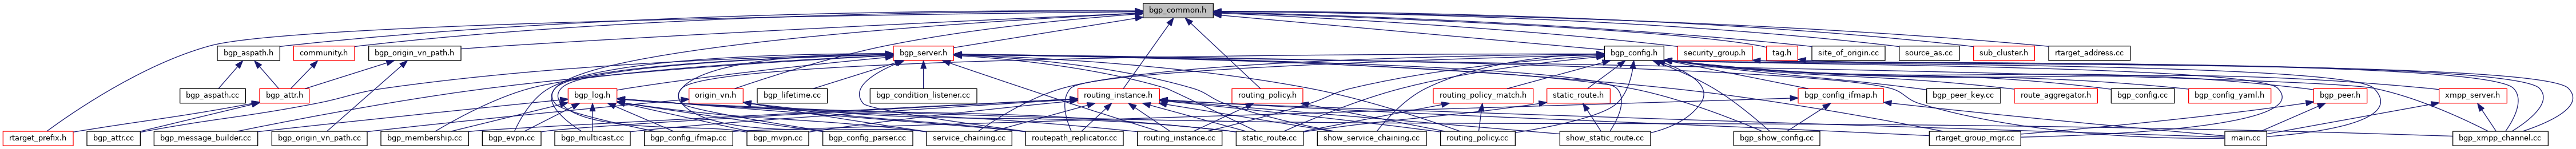 bgp_common.h
bgp_aspath.h
community.h
bgp_origin_vn_path.h
bgp_server.h
bgp_config.h
security_group.h
tag.h
site_of_origin.cc
source_as.cc
sub_cluster.h
rtarget_address.cc
bgp_aspath.cc
bgp_attr.h
bgp_log.h
origin_vn.h
bgp_lifetime.cc
bgp_condition_listener.cc
routing_instance.h
routing_policy.h
routing_policy_match.h
static_route.h
bgp_config_ifmap.h
bgp_peer_key.cc
route_aggregator.h
bgp_config.cc
bgp_config_yaml.h
bgp_peer.h
xmpp_server.h
rtarget_prefix.h
bgp_attr.cc
bgp_message_builder.cc
bgp_origin_vn_path.cc
bgp_membership.cc
bgp_evpn.cc
bgp_multicast.cc
bgp_config_ifmap.cc
bgp_mvpn.cc
bgp_config_parser.cc
service_chaining.cc
routepath_replicator.cc
routing_instance.cc
static_route.cc
show_service_chaining.cc
routing_policy.cc
show_static_route.cc
bgp_show_config.cc
rtarget_group_mgr.cc
main.cc
bgp_xmpp_channel.cc